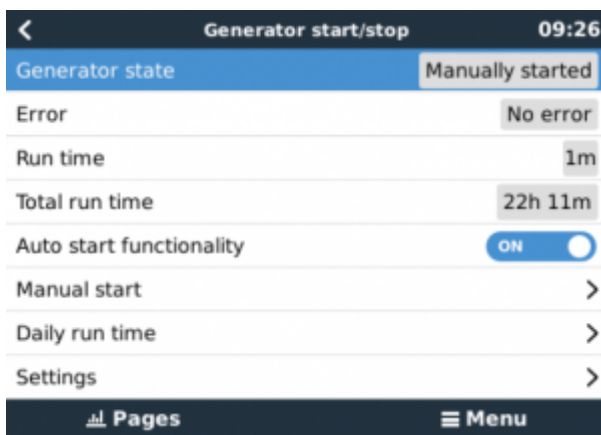 Generator start/stop 09:26
Generator state Manually started
Error No error
Run time 1m
Total run time 22h 11m
Auto start functionality ON
Manual start
Daily run time
Settings
Pages Menu